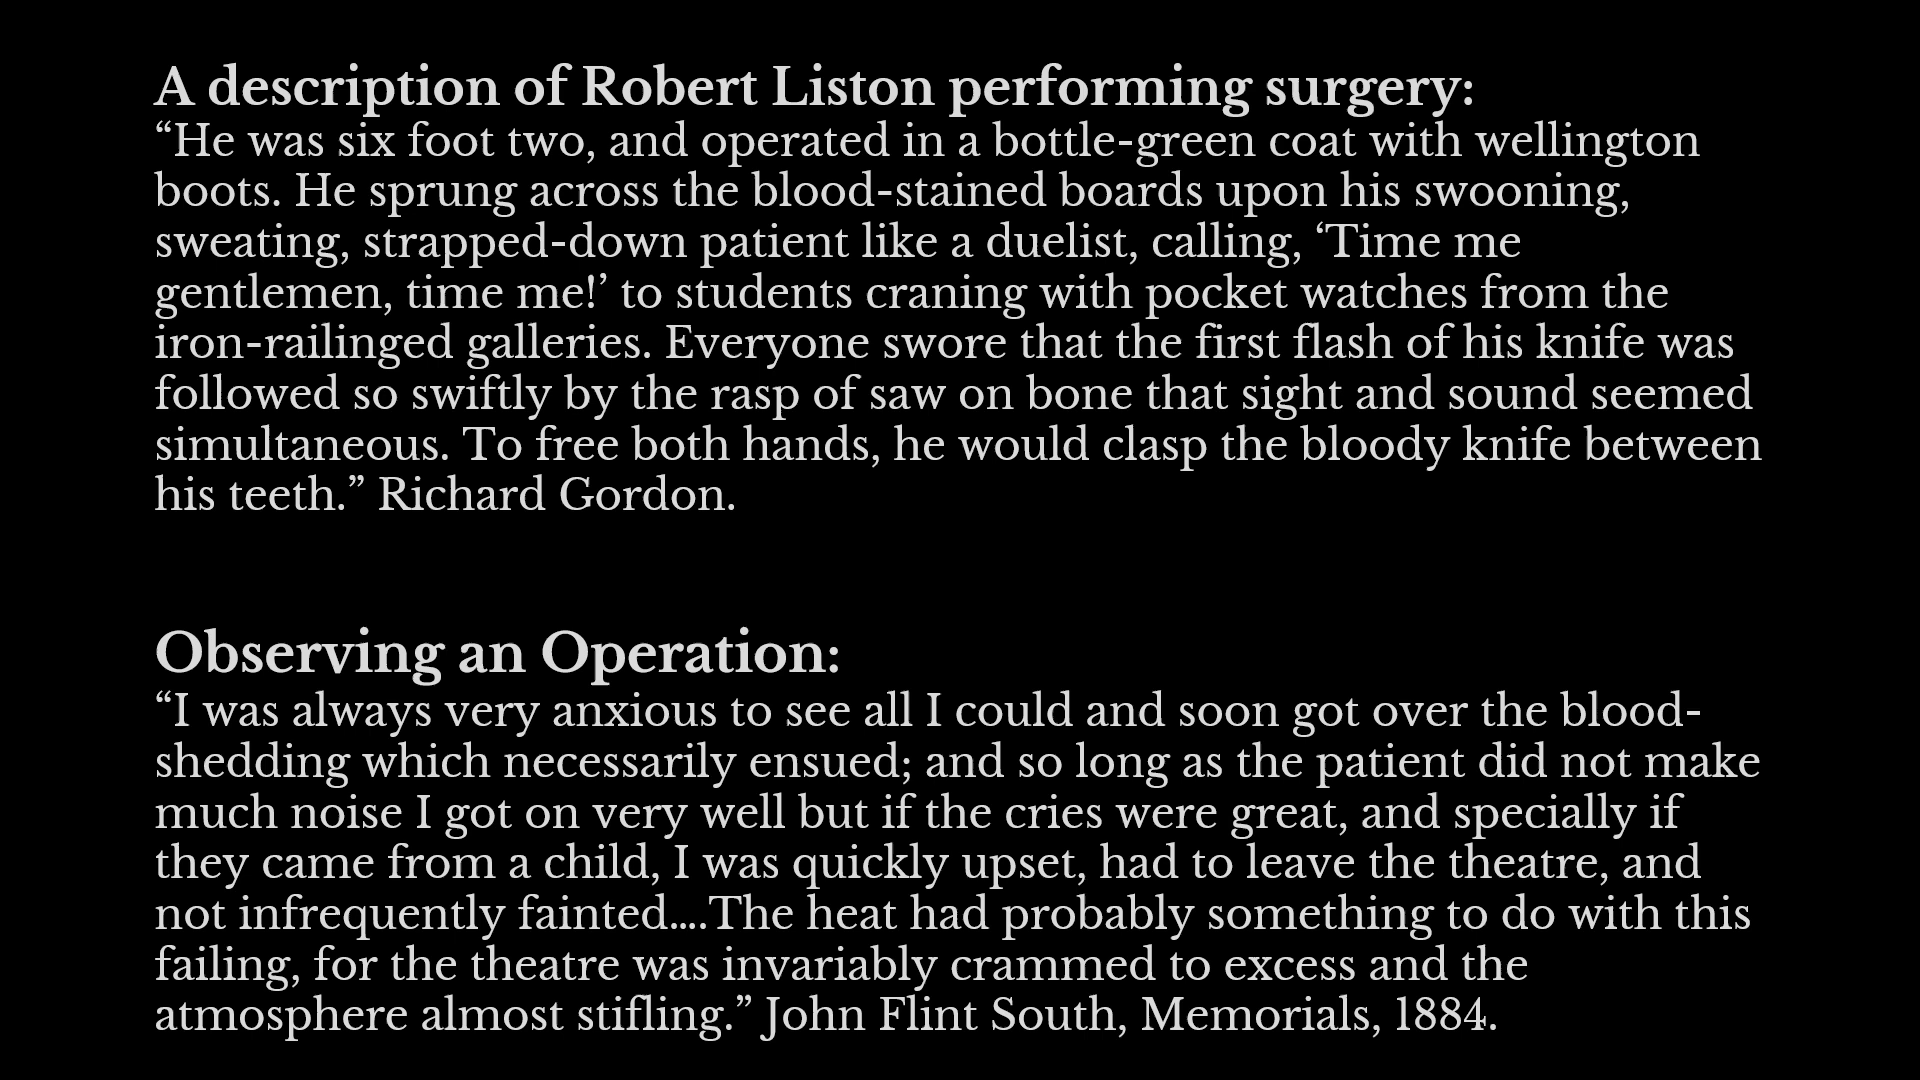 A description of Robert Liston performing surgery:
“He was six foot two, and operated in a bottle-green coat with wellington
boots. He sprung across the blood-stained boards upon his swooning,
sweating, strapped-down patient like a duelist, calling, ‘Time me
gentlemen, time me!’ to students craning with pocket watches from the
iron-railinged galleries. Everyone swore that the first flash of his knife was
followed so swiftly by the rasp of saw on bone that sight and sound seemed
simultaneous. To free both hands, he would clasp the bloody knife between
his teeth.” Richard Gordon.
Observing an Operation:
“I was always very anxious to see all I could and soon got over the blood-
shedding which necessarily ensued; and so long as the patient did not make
much noise I got on very well but if the cries were great, and specially if
they came from a child, I was quickly upset, had to leave the theatre, and
not infrequently fainted….The heat had probably something to do with this
failing, for the theatre was invariably crammed to excess and the
atmosphere almost stifling.” John Flint South, Memorials, 1884.